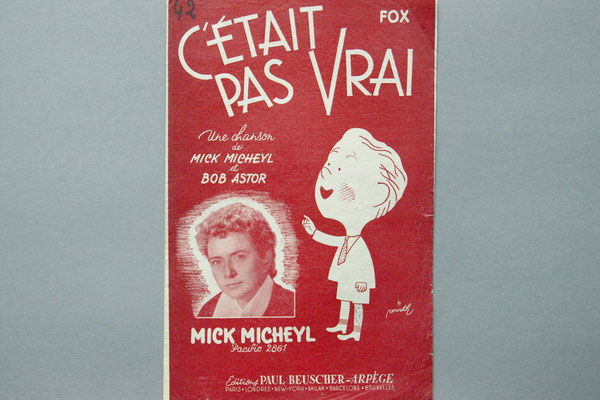 42
FOX
C'ÉTAIT
PAS VRAI
Une chanson
de
MICK MICHEYL
et
BOB ASTOR
MICK MICHEYL
Pacific 2861
Editions PAUL BEUSCHER-ARPÈGE
PARIS•LONDRES•NEW-YORK•MILAN•BARCELONE•BRUXELLES